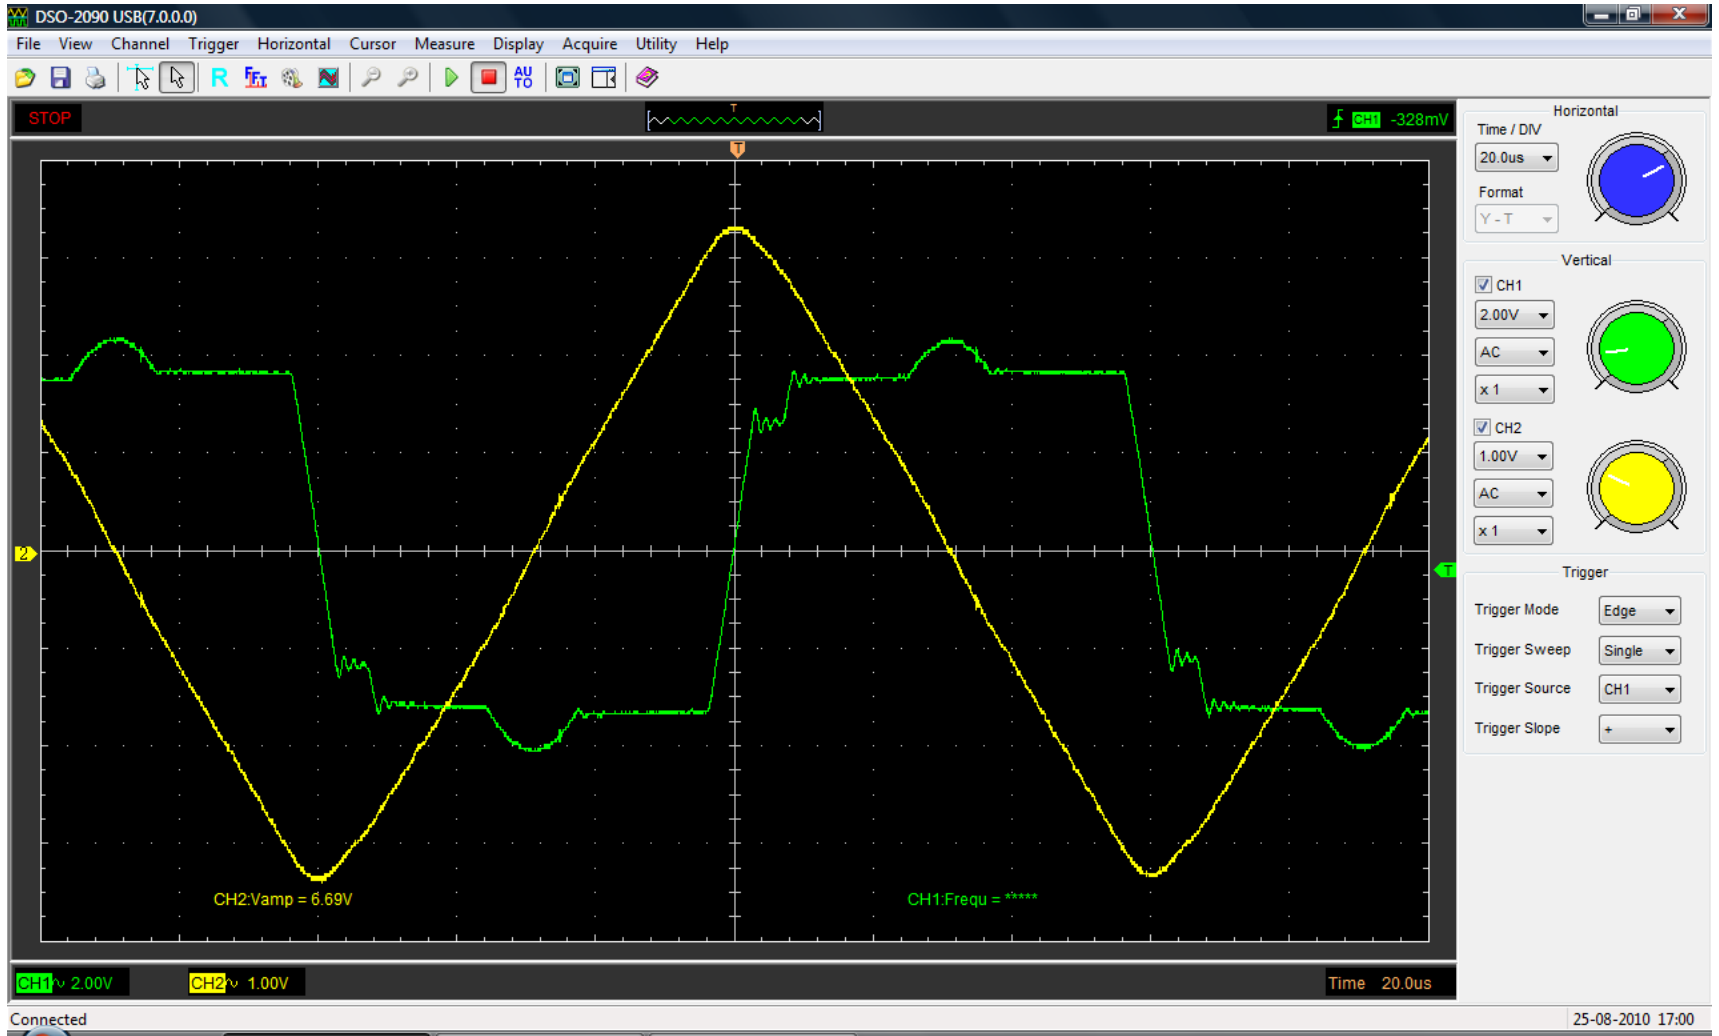 DSO-2090 USB(7.0.0.0)
File View Channel Trigger Horizontal Cursor Measure Display Acquire Utility Help
R FFT AUTO
STOP
T
CH1 -328mV
T
2
T
CH2:Vamp = 6.69V
CH1:Frequ = *****
CH1 2.00V CH2 1.00V Time 20.0us
Horizontal
Time / DIV
20.0us
Format
Y - T
Vertical
CH1
2.00V
AC
x 1
CH2
1.00V
AC
x 1
Trigger
Trigger Mode Edge
Trigger Sweep Single
Trigger Source CH1
Trigger Slope +
Connected 25-08-2010 17:00